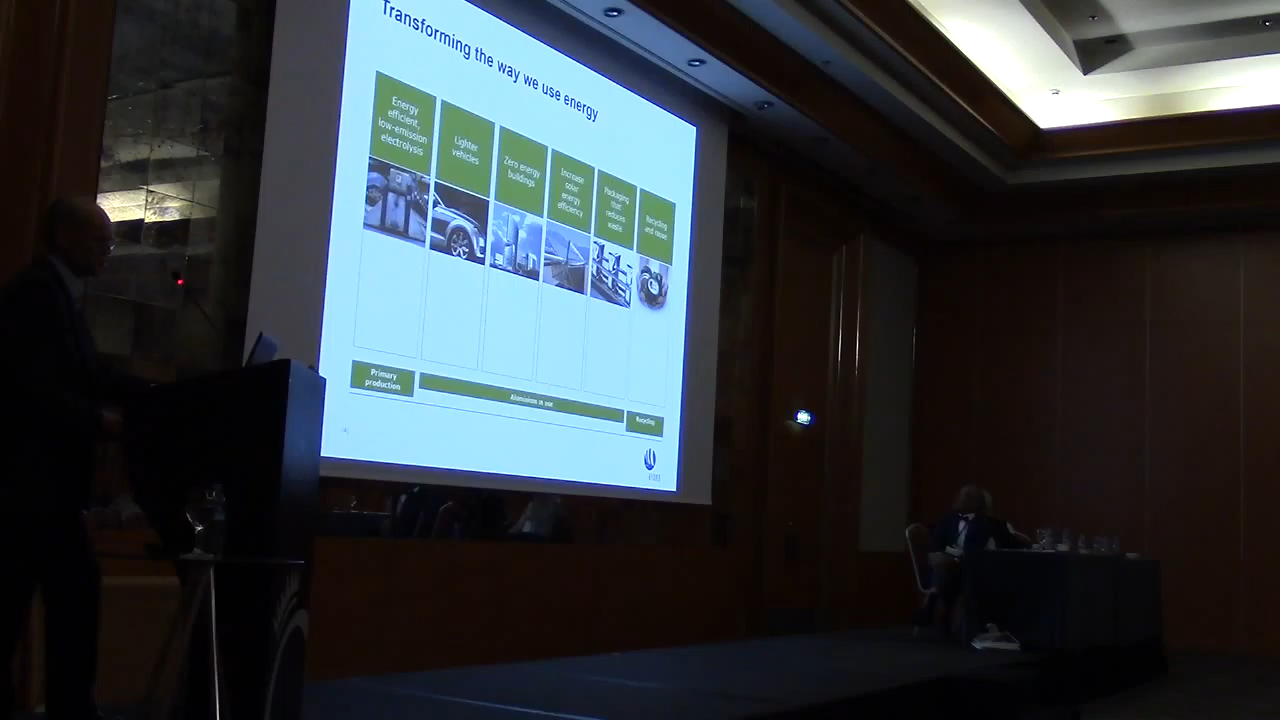 Transforming the way we use energy
Energy
efficient,
low-emission
electrolysis
Lighter
vehicles
Zero energy
buildings
Increase
solar
energy
efficiency
Packaging
that
reduces
waste
Recycling
and reuse
Primary
production
Aluminium in use
Recycling